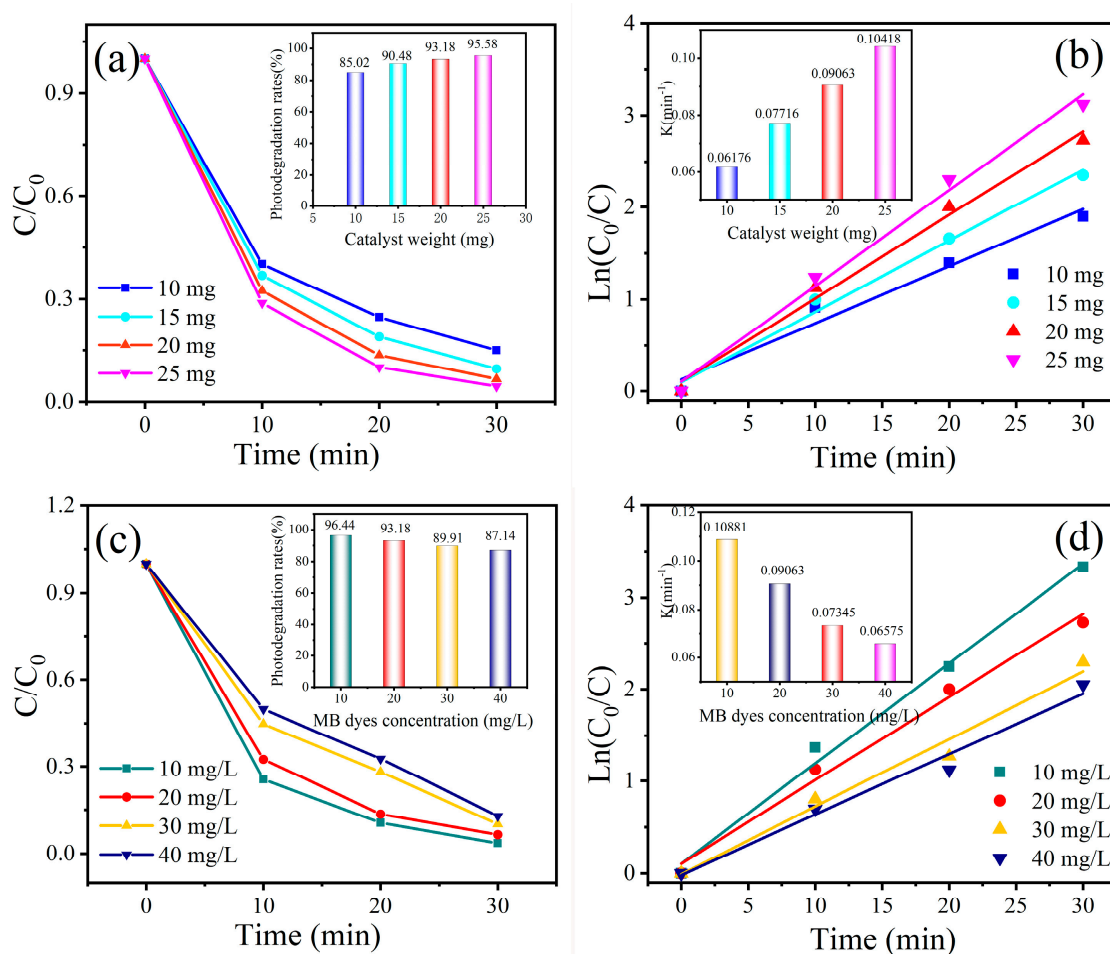 (a)
C/C0
0.9
0.6
0.3
0.0
0
10
20
30
Time (min)
10 mg
15 mg
20 mg
25 mg
Photodegradation rates(%)
100
80
60
40
20
0
85.02
90.48
93.18
95.58
5
10
15
20
25
30
Catalyst weight (mg)
(b)
Ln(C0/C)
4
3
2
1
0
0
5
10
15
20
25
30
Time (min)
10 mg
15 mg
20 mg
25 mg
K(min-1)
0.10
0.08
0.06
0.06176
0.07716
0.09063
0.10418
10
15
20
25
Catalyst weight (mg)
(c)
C/C0
1.2
0.9
0.6
0.3
0.0
0
10
20
30
Time (min)
10 mg/L
20 mg/L
30 mg/L
40 mg/L
Photodegradation rates(%)
100
80
60
40
20
0
96.44
93.18
89.91
87.14
10
20
30
40
MB dyes concentration (mg/L)
(d)
Ln(C0/C)
4
3
2
1
0
0
5
10
15
20
25
30
Time (min)
10 mg/L
20 mg/L
30 mg/L
40 mg/L
K(min-1)
0.12
0.10
0.08
0.06
0.10881
0.09063
0.07345
0.06575
10
20
30
40
MB dyes concentration (mg/L)